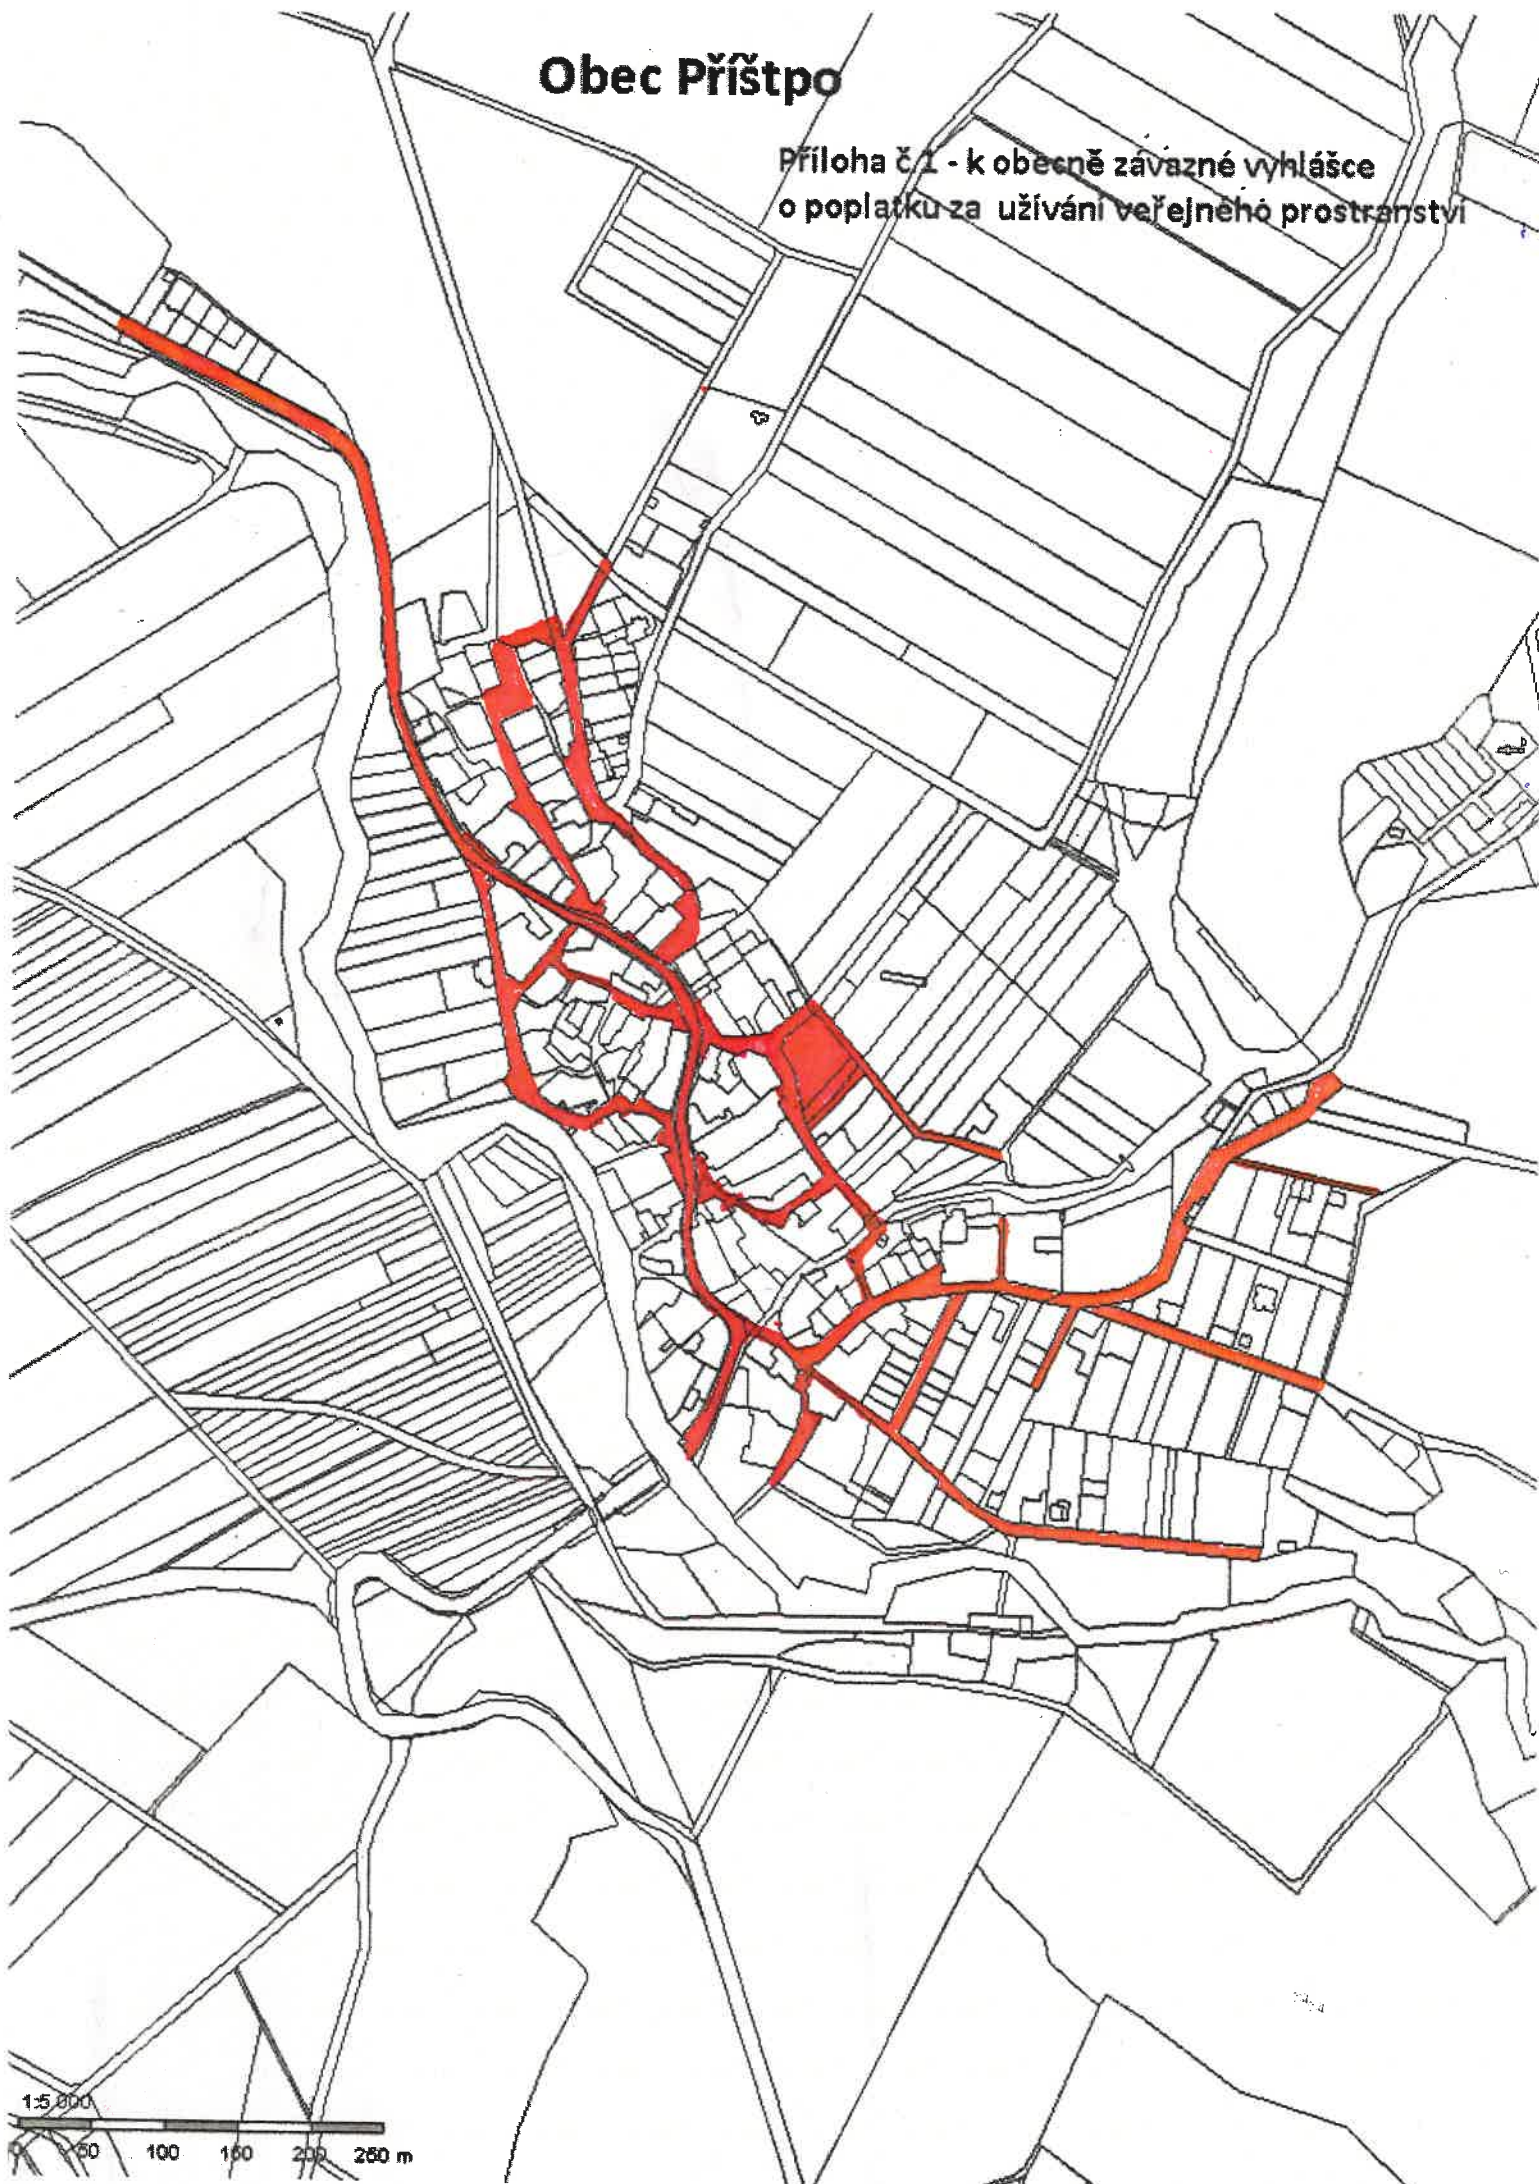 Obec Příštpo
Příloha č.1 - k obecně závazné vyhlášce
o poplatku za užívání veřejného prostranství
1:5 000
0 50 100 150 200 250 m